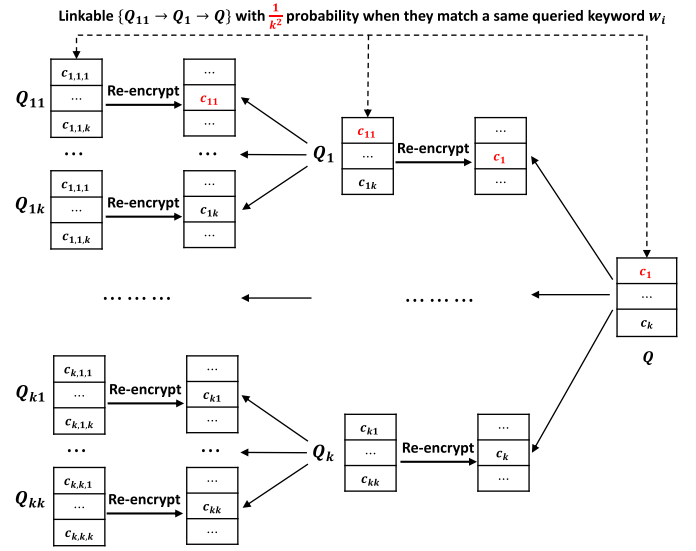 Linkable {Q₁₁ → Q₁ → Q} with 1/k² probability when they match a same queried keyword wᵢ
Q₁₁
c₁,₁,₁
...
c₁,₁,ₖ
Re-encrypt
...
c₁₁
...
...
...
Q₁ₖ
c₁,₁,₁
...
c₁,₁,ₖ
Re-encrypt
...
c₁ₖ
...
Q₁
c₁₁
...
c₁ₖ
Re-encrypt
...
c₁
...
... ... ...
... ... ...
c₁
...
cₖ
Q
Qₖ₁
cₖ,₁,₁
...
cₖ,₁,ₖ
Re-encrypt
...
cₖ₁
...
...
...
Qₖₖ
cₖ,ₖ,₁
...
cₖ,ₖ,ₖ
Re-encrypt
...
cₖₖ
...
Qₖ
cₖ₁
...
cₖₖ
Re-encrypt
...
cₖ
...